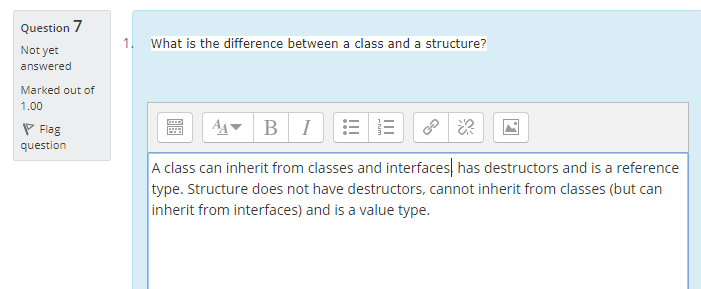 Question 7
Not yet
answered
Marked out of
1.00
Flag
question
1. What is the difference between a class and a structure?
A class can inherit from classes and interfaces has destructors and is a reference
type. Structure does not have destructors, cannot inherit from classes (but can
inherit from interfaces) and is a value type.